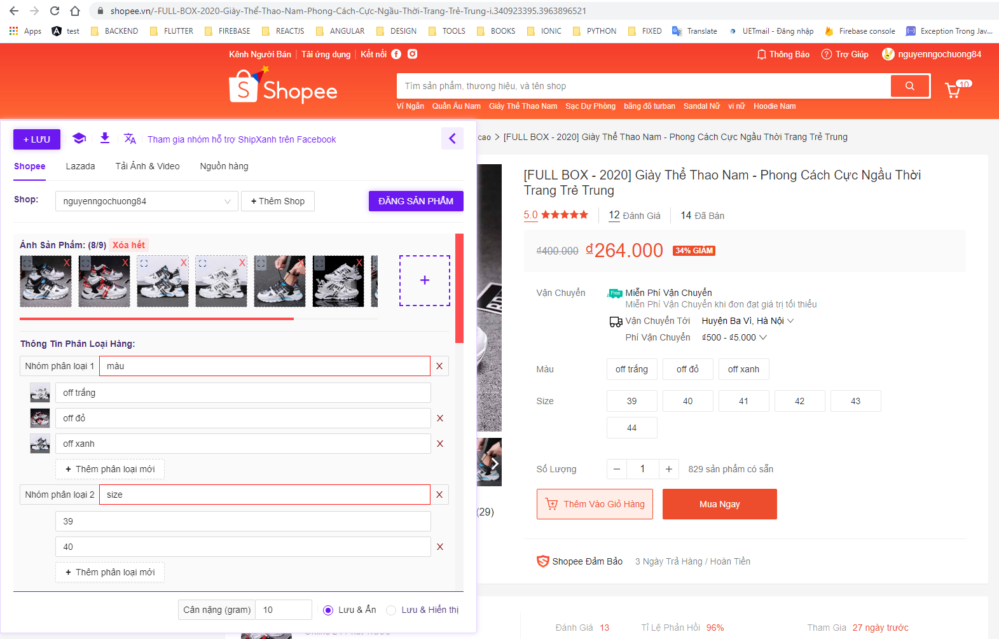 shopee.vn/-FULL-BOX-2020-Giày-Thể-Thao-Nam-Phong-Cách-Cực-Ngầu-Thời-Trang-Trẻ-Trung-i.340923395.3963896521
Apps test BACKEND FLUTTER FIREBASE REACTJS ANGULAR DESIGN TOOLS BOOKS IONIC PYTHON FIXED Translate UETmail - Đăng nhập Firebase console Exception Trong Jav...
Kênh Người Bán Tải ứng dụng Kết nối Thông Báo Trợ Giúp nguyenngochuong84
Shopee
Tìm sản phẩm, thương hiệu, và tên shop
10
Ví Ngắn Quần Âu Nam Giày Thể Thao Nam Sạc Dự Phòng băng đô turban Sandal Nữ ví nữ Hoodie Nam
+ LƯU Tham gia nhóm hỗ trợ ShipXanh trên Facebook
cao > [FULL BOX - 2020] Giày Thể Thao Nam - Phong Cách Cực Ngầu Thời Trang Trẻ Trung
Shopee Lazada Tải Ảnh & Video Nguồn hàng
Shop: nguyenngochuong84 + Thêm Shop ĐĂNG SẢN PHẨM
Ảnh Sản Phẩm: (8/9) Xóa hết
X X X X X X
+
Thông Tin Phân Loại Hàng:
Nhóm phân loại 1 màu X
off trắng
off đỏ X
off xanh X
+ Thêm phân loại mới
Nhóm phân loại 2 size X
39
40 X
+ Thêm phân loại mới
Cân nặng (gram) 10 Lưu & Ẩn Lưu & Hiển thị
[FULL BOX - 2020] Giày Thể Thao Nam - Phong Cách Cực Ngầu Thời
Trang Trẻ Trung
5.0 12 Đánh Giá 14 Đã Bán
₫400.000 ₫264.000 34% GIẢM
Vận Chuyển Free Miễn Phí Vận Chuyển
Miễn Phí Vận Chuyển khi đơn đạt giá trị tối thiểu
Vận Chuyển Tới Huyện Ba Vì, Hà Nội
Phí Vận Chuyển ₫500 - ₫5.000
Màu off trắng off đỏ off xanh
Size 39 40 41 42 43
44
Số Lượng − 1 + 829 sản phẩm có sẵn
(29)
Thêm Vào Giỏ Hàng Mua Ngay
Shopee Đảm Bảo 3 Ngày Trả Hàng / Hoàn Tiền
Đánh Giá 13 Tỉ Lệ Phản Hồi 96% Tham Gia 27 ngày trước